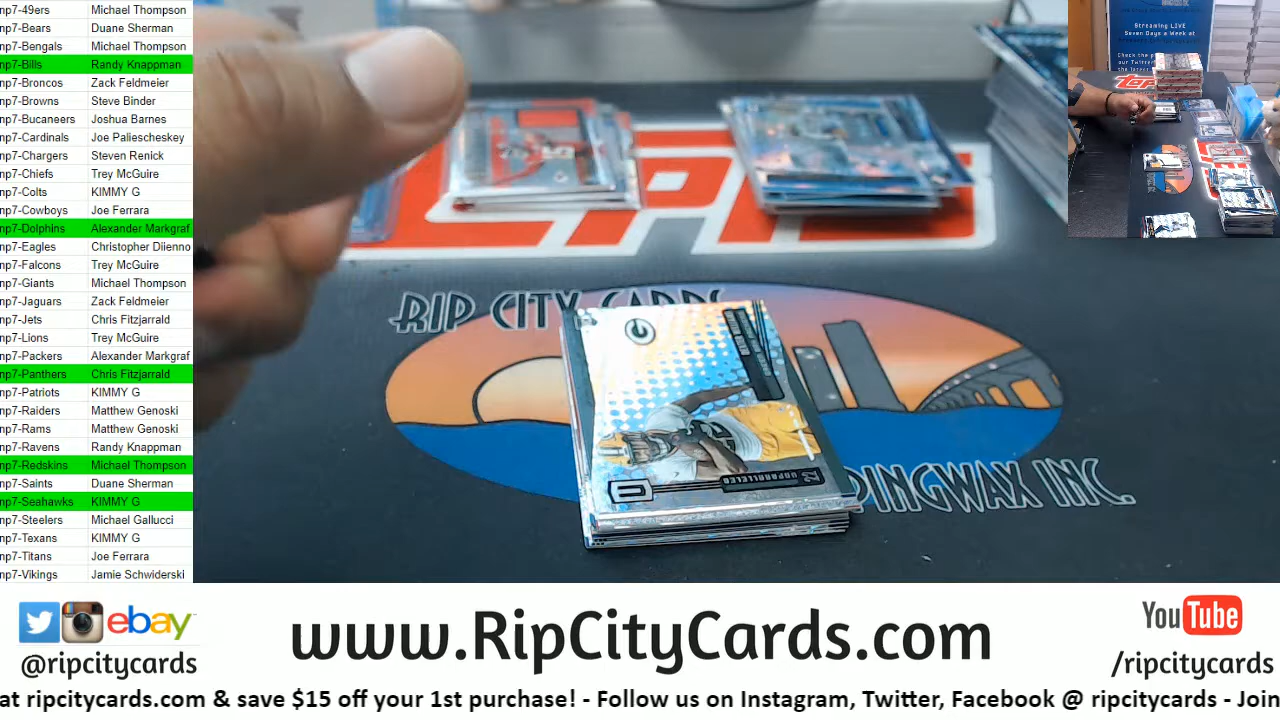 np7-49ers Michael Thompson
np7-Bears Duane Sherman
np7-Bengals Michael Thompson
np7-Bills Randy Knappman
np7-Broncos Zack Feldmeier
np7-Browns Steve Binder
np7-Bucaneers Joshua Barnes
np7-Cardinals Joe Paliescheskey
np7-Chargers Steven Renick
np7-Chiefs Trey McGuire
np7-Colts KIMMY G
np7-Cowboys Joe Ferrara
np7-Dolphins Alexander Markgraf
np7-Eagles Christopher Diienno
np7-Falcons Trey McGuire
np7-Giants Michael Thompson
np7-Jaguars Zack Feldmeier
np7-Jets Chris Fitzjarrald
np7-Lions Trey McGuire
np7-Packers Alexander Markgraf
np7-Panthers Chris Fitzjarrald
np7-Patriots KIMMY G
np7-Raiders Matthew Genoski
np7-Rams Matthew Genoski
np7-Ravens Randy Knappman
np7-Redskins Michael Thompson
np7-Saints Duane Sherman
np7-Seahawks KIMMY G
np7-Steelers Michael Gallucci
np7-Texans KIMMY G
np7-Titans Joe Ferrara
np7-Vikings Jamie Schwiderski
Streaming LIVE
Seven Days a Week at
Check the
our Twitter
topps
RIP CITY CARDS
G
UNPARALLELED
PINGWAX INC.
ebay
@ripcitycards
www.RipCityCards.com
YouTube
/ripcitycards
at ripcitycards.com & save $15 off your 1st purchase! - Follow us on Instagram, Twitter, Facebook @ ripcitycards - Join